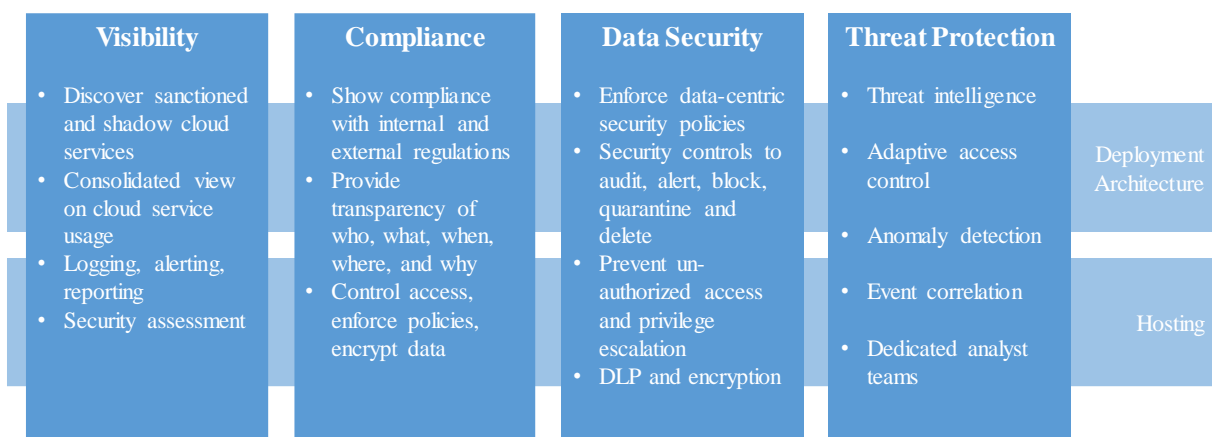 Visibility
• Discover sanctioned
and shadow cloud
services
• Consolidated view
on cloud service
usage
• Logging, alerting,
reporting
• Security assessment
Compliance
• Show compliance
with internal and
external regulations
• Provide
transparency of
who, what, when,
where, and why
• Control access,
enforce policies,
encrypt data
Data Security
• Enforce data-centric
security policies
• Security controls to
audit, alert, block,
quarantine and
delete
• Prevent un-
authorized access
and privilege
escalation
• DLP and encryption
Threat Protection
• Threat intelligence
• Adaptive access
control
• Anomaly detection
• Event correlation
• Dedicated analyst
teams
Deployment
Architecture
Hosting